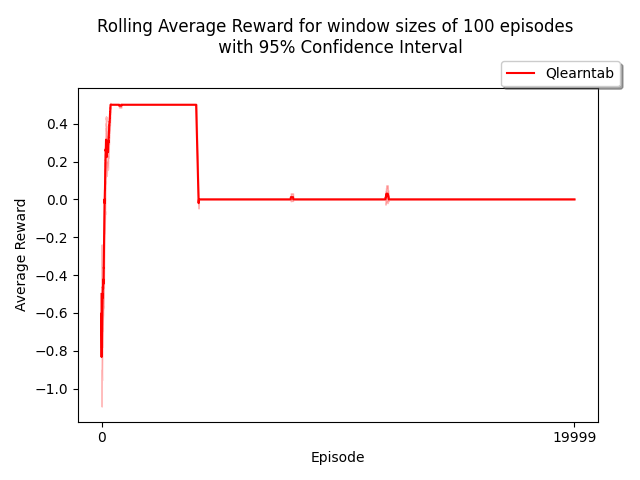 Rolling Average Reward for window sizes of 100 episodes
with 95% Confidence Interval
Qlearntab
Average Reward
0.4
0.2
0.0
−0.2
−0.4
−0.6
−0.8
−1.0
0
19999
Episode